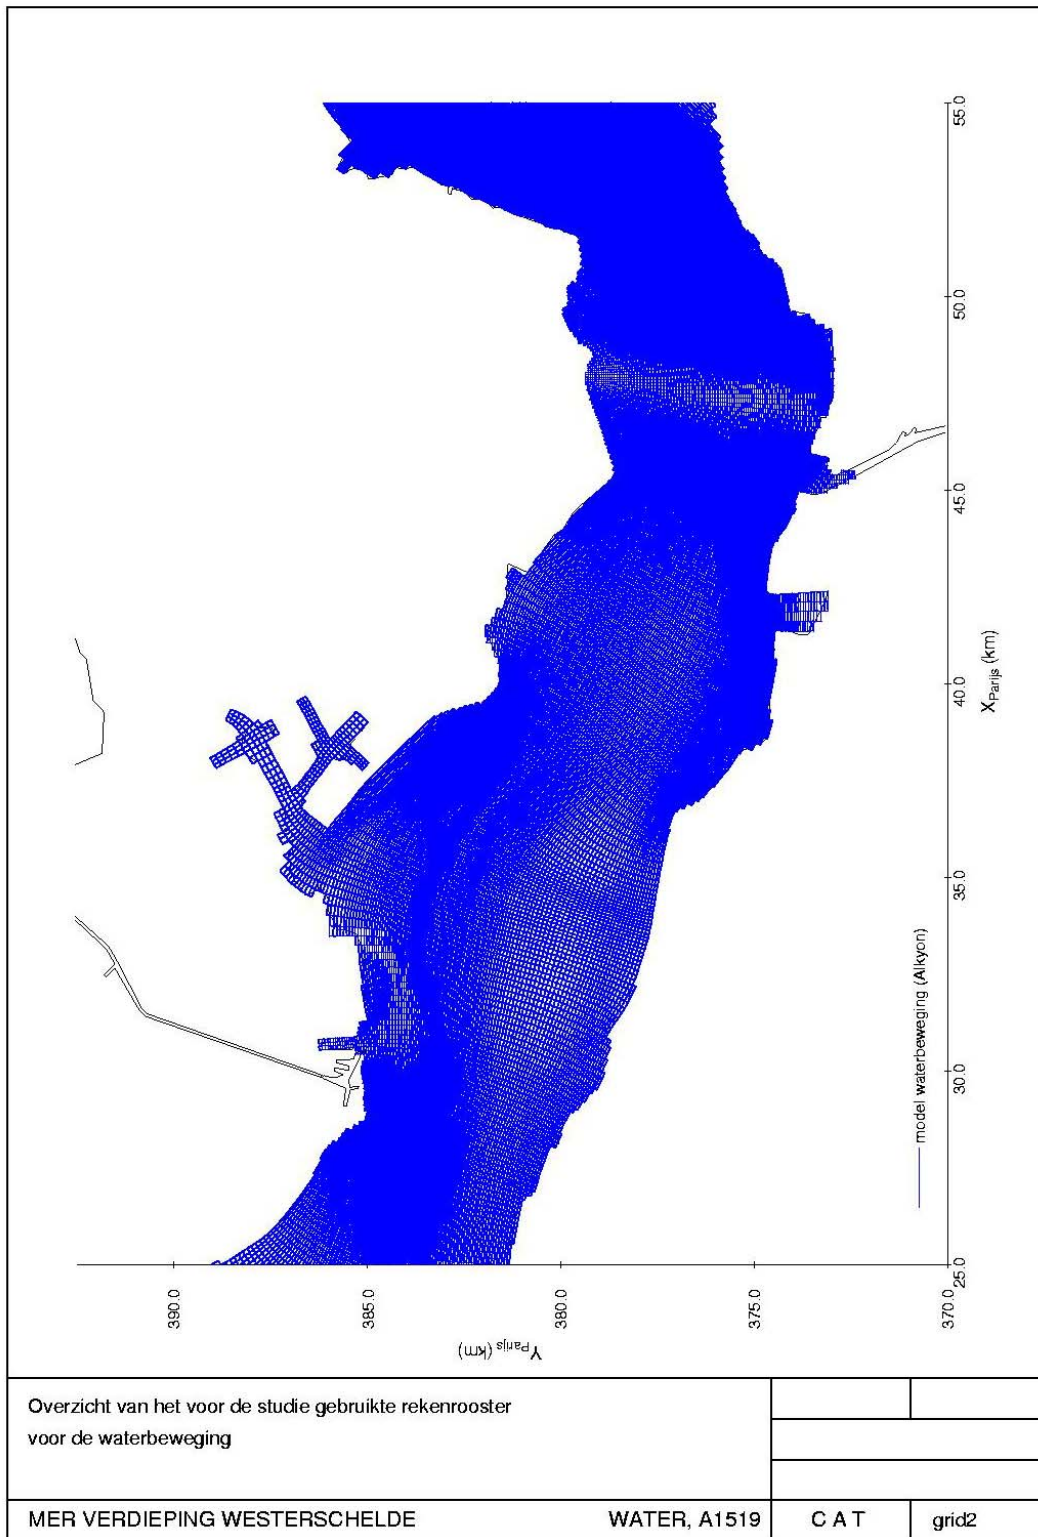 390.0
385.0
380.0
375.0
370.0
Y Parijs (km)
25.0
30.0
35.0
40.0
45.0
50.0
55.0
X Parijs (km)
model waterbeweging (Alkyon)
Overzicht van het voor de studie gebruikte rekenrooster
voor de waterbeweging
MER VERDIEPING WESTERSCHELDE WATER, A1519 C A T grid2